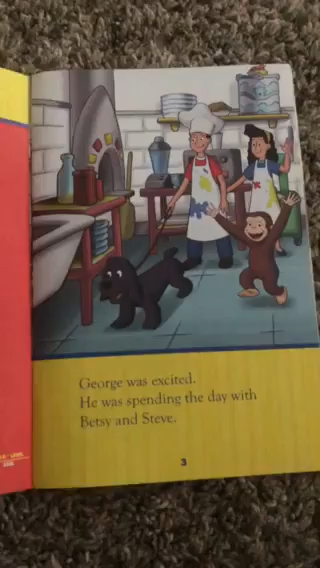 George was excited.
He was spending the day with
Betsy and Steve.
3